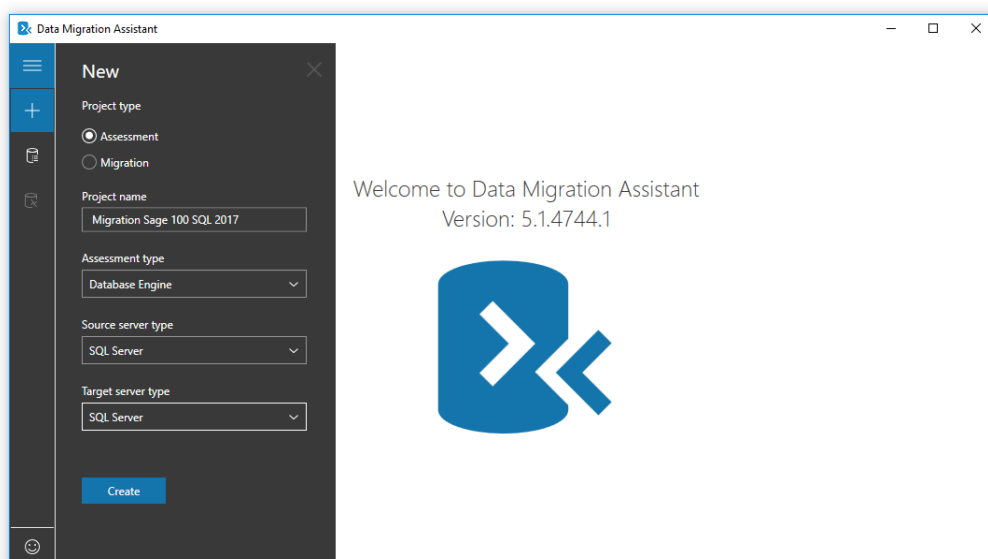 Data Migration Assistant
New
Project type
Assessment
Migration
Project name
Migration Sage 100 SQL 2017
Assessment type
Database Engine
Source server type
SQL Server
Target server type
SQL Server
Create
Welcome to Data Migration Assistant
Version: 5.1.4744.1